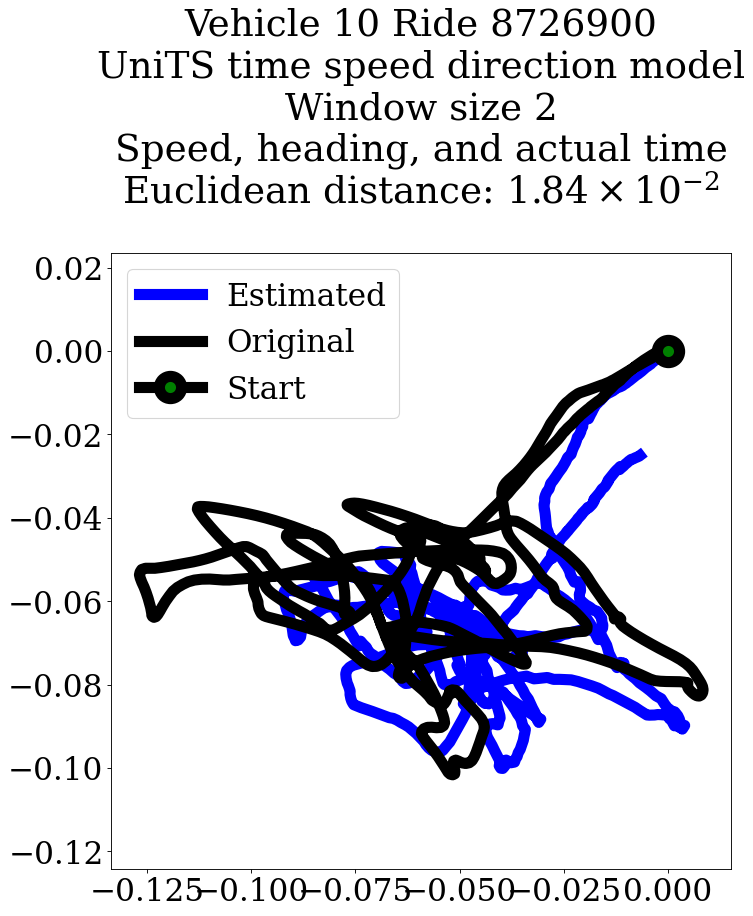 Vehicle 10 Ride 8726900
UniTS time speed direction model
Window size 2
Speed, heading, and actual time
Euclidean distance: 1.84 × 10⁻²
Estimated
Original
Start
0.02
0.00
−0.02
−0.04
−0.06
−0.08
−0.10
−0.12
−0.125 −0.100 −0.075 −0.050 −0.025 0.000